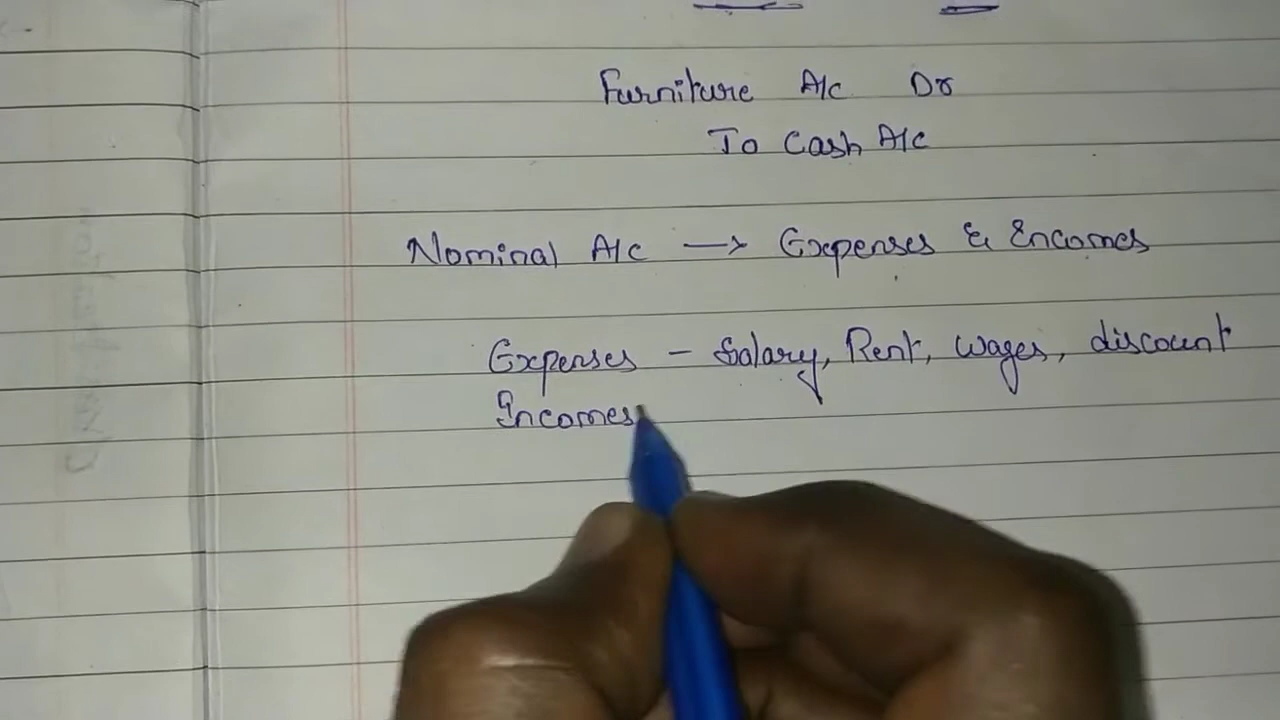 Furniture A/c Dr
To Cash A/c
Nominal A/c → Expenses & Incomes
Expenses - Salary, Rent, Wages, discount
Incomes